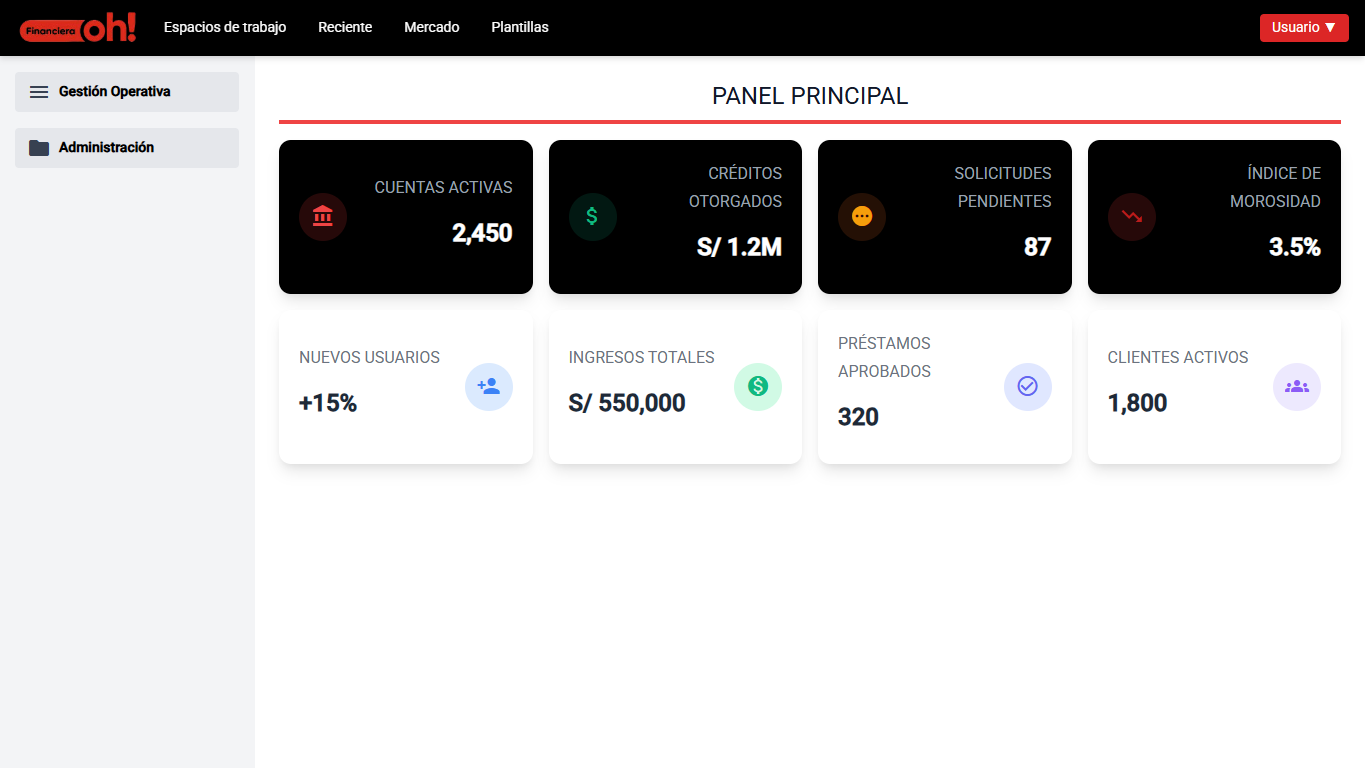 Financiera oh!
Espacios de trabajo
Reciente
Mercado
Plantillas
Usuario ▼
Gestión Operativa
Administración
PANEL PRINCIPAL
CUENTAS ACTIVAS
2,450
CRÉDITOS
OTORGADOS
S/ 1.2M
SOLICITUDES
PENDIENTES
87
ÍNDICE DE
MOROSIDAD
3.5%
NUEVOS USUARIOS
+15%
INGRESOS TOTALES
S/ 550,000
PRÉSTAMOS
APROBADOS
320
CLIENTES ACTIVOS
1,800